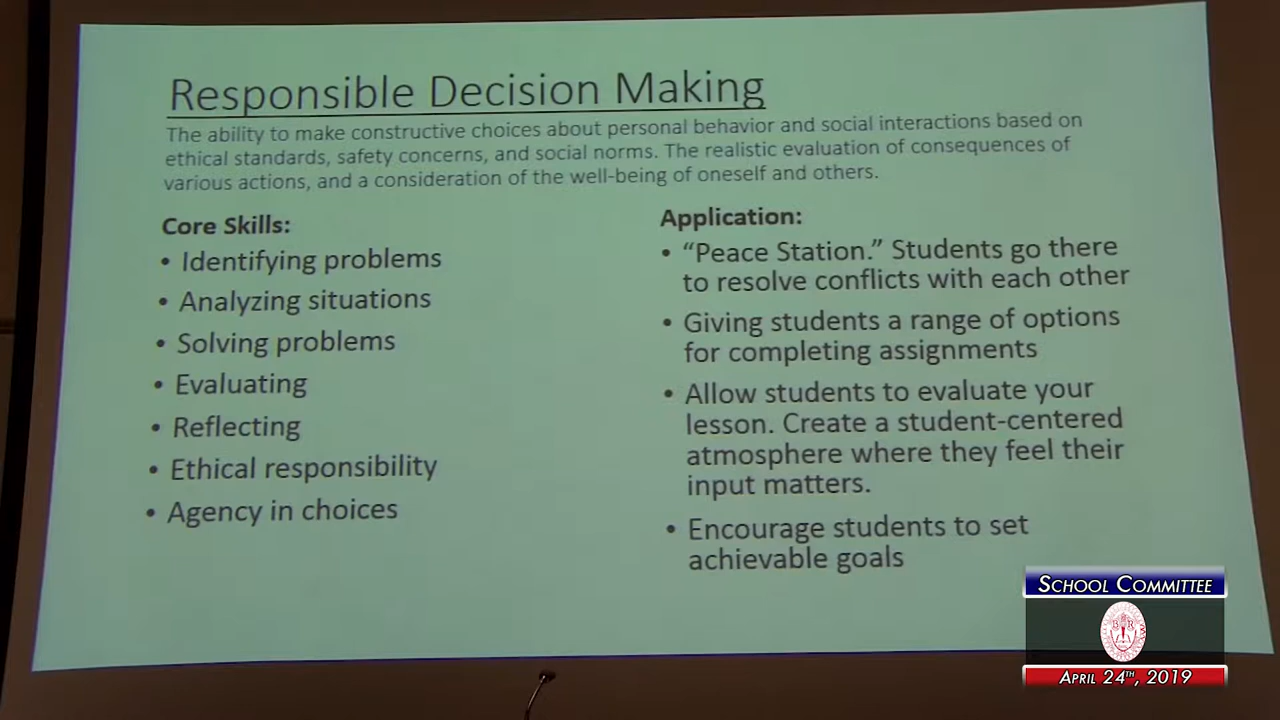 Responsible Decision Making
The ability to make constructive choices about personal behavior and social interactions based on
ethical standards, safety concerns, and social norms. The realistic evaluation of consequences of
various actions, and a consideration of the well-being of oneself and others.
Core Skills:
• Identifying problems
• Analyzing situations
• Solving problems
• Evaluating
• Reflecting
• Ethical responsibility
• Agency in choices
Application:
• “Peace Station.” Students go there
to resolve conflicts with each other
• Giving students a range of options
for completing assignments
• Allow students to evaluate your
lesson. Create a student-centered
atmosphere where they feel their
input matters.
• Encourage students to set
achievable goals
School Committee
B R
April 24th, 2019